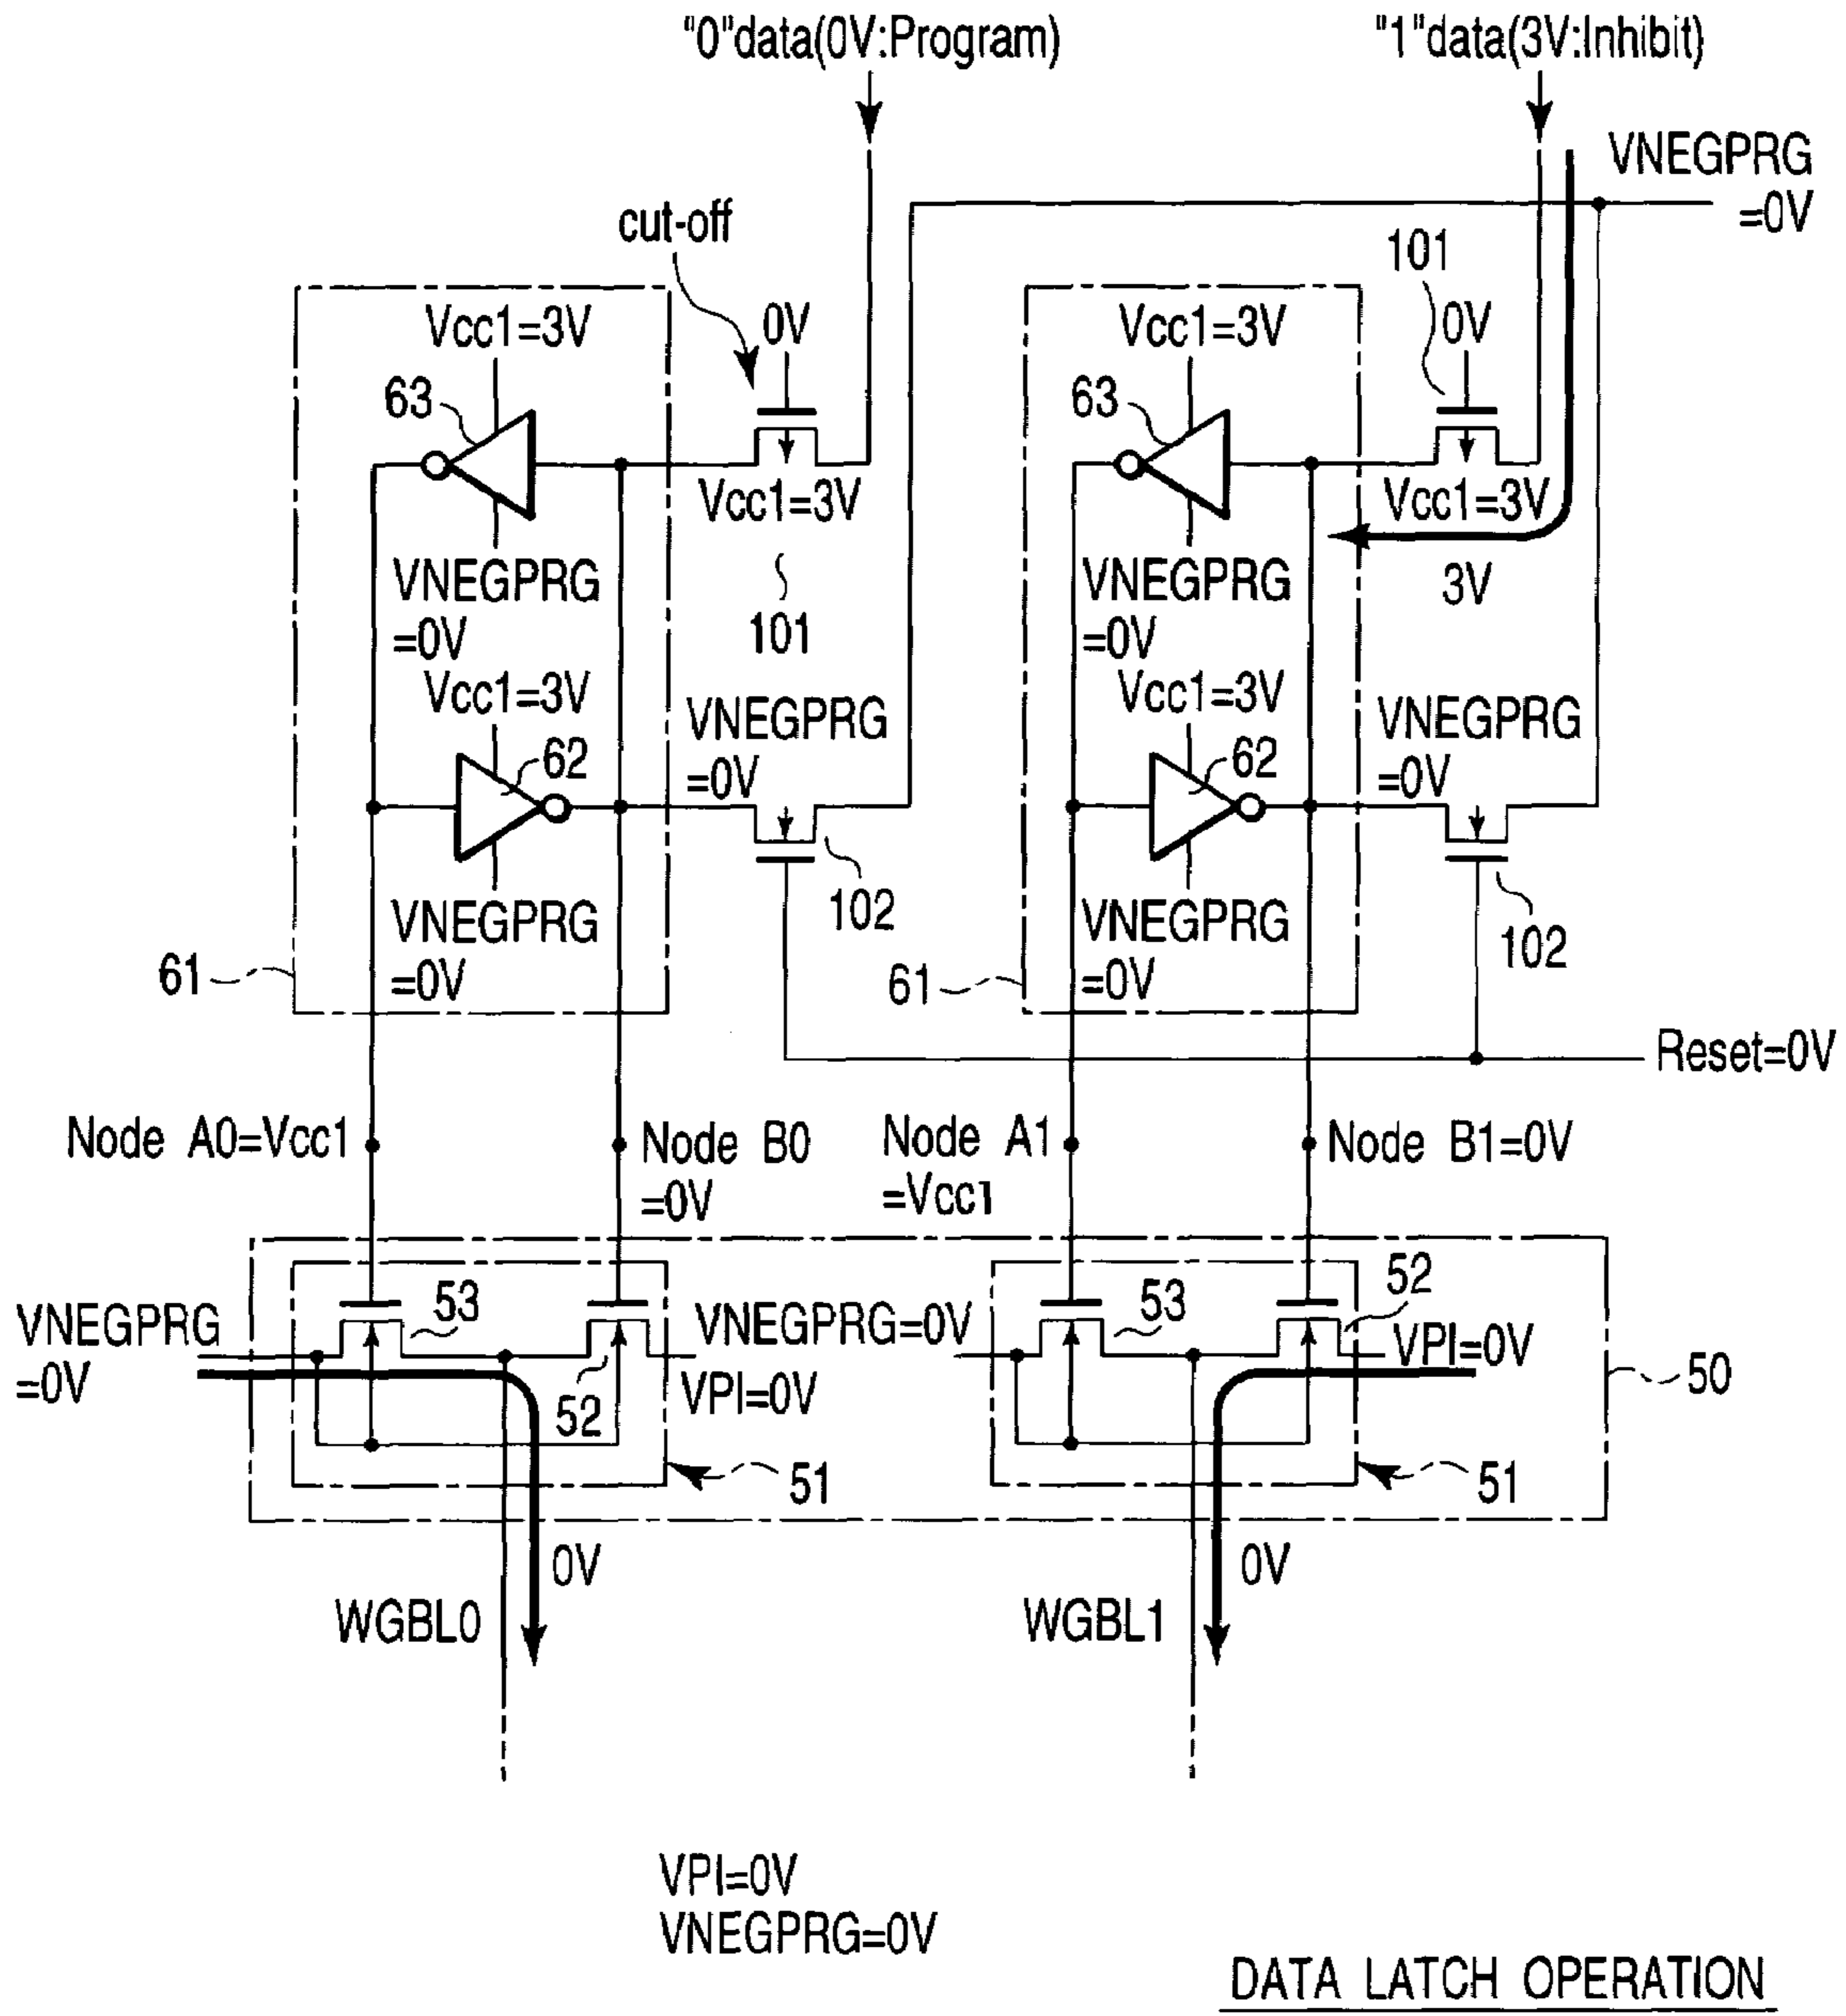 "0"data(0V:Program)
"1"data(3V:Inhibit)
VNEGPRG
=0V
cut-off
101
Vcc1=3V
0V
Vcc1=3V
0V
63
63
Vcc1=3V
Vcc1=3V
VNEGPRG
=0V
101
VNEGPRG
=0V
3V
Vcc1=3V
VNEGPRG
=0V
Vcc1=3V
VNEGPRG
=0V
62
62
102
102
VNEGPRG
=0V
VNEGPRG
=0V
61
61
Reset=0V
Node A0=Vcc1
Node B0
=0V
Node A1
=Vcc1
Node B1=0V
VNEGPRG
=0V
53
52
VNEGPRG=0V
VPI=0V
53
52
VPI=0V
50
51
51
0V
0V
WGBL0
WGBL1
VPI=0V
VNEGPRG=0V
DATA LATCH OPERATION